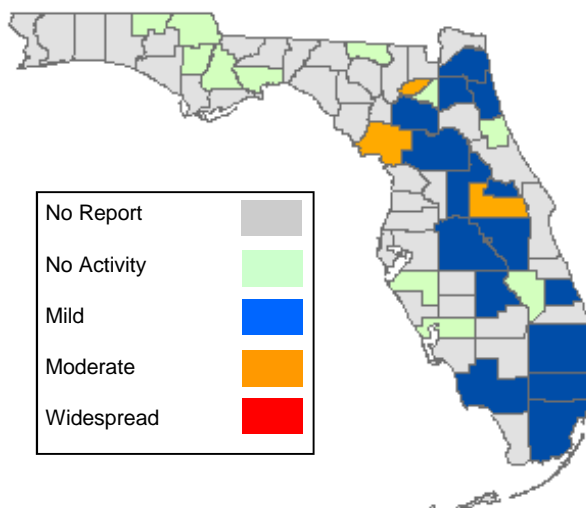 No Report
No Activity
Mild
Moderate
Widespread